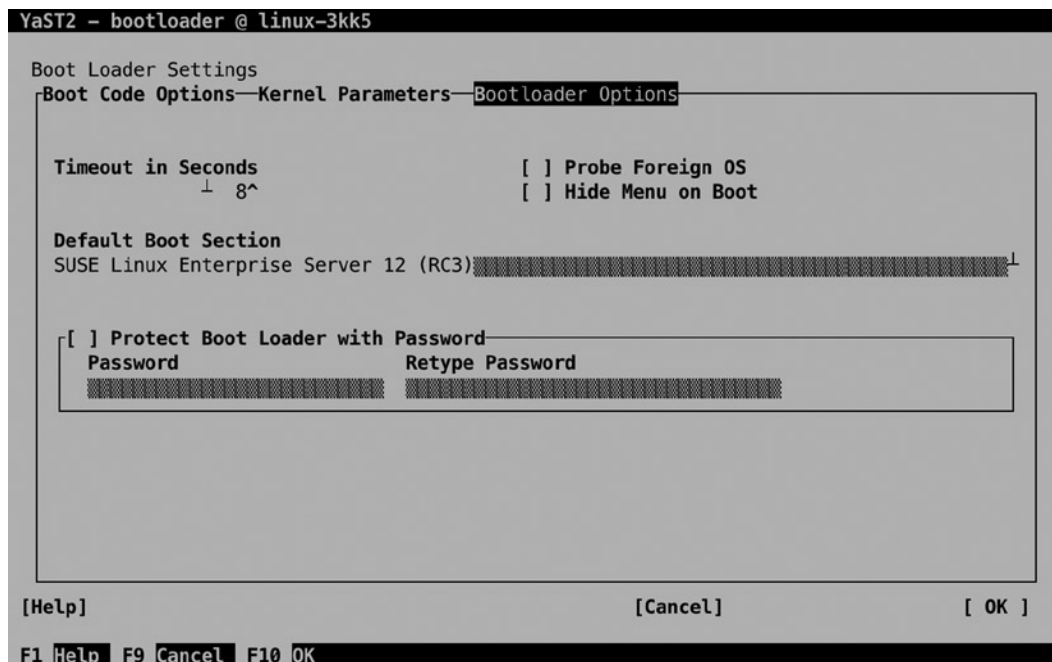 YaST2 – bootloader @ linux–3kk5
Boot Loader Settings
Boot Code Options Kernel Parameters Bootloader Options
Timeout in Seconds [ ] Probe Foreign OS
8^ [ ] Hide Menu on Boot
Default Boot Section
SUSE Linux Enterprise Server 12 (RC3)
[ ] Protect Boot Loader with Password
Password Retype Password
[Help] [Cancel] [ OK ]
F1 Help F9 Cancel F10 OK